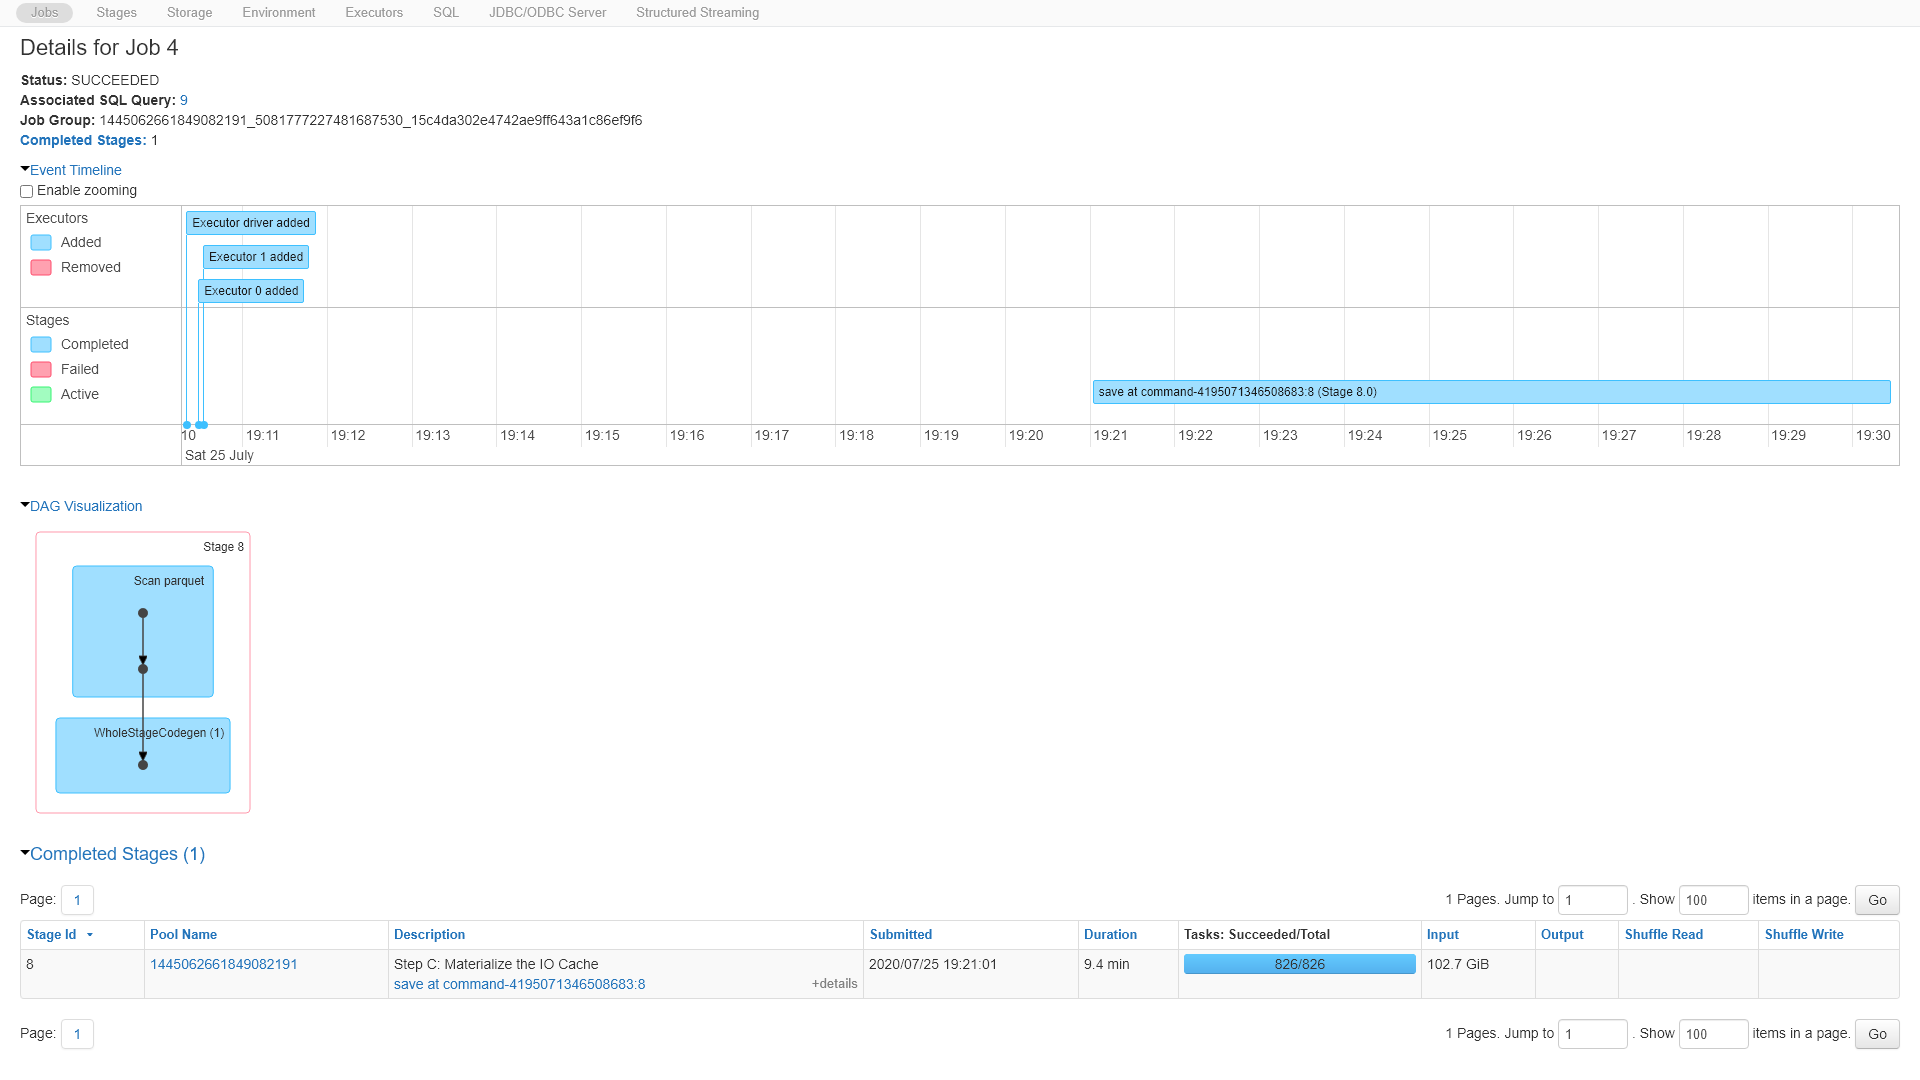 Jobs Stages Storage Environment Executors SQL JDBC/ODBC Server Structured Streaming
Details for Job 4
Status: SUCCEEDED
Associated SQL Query: 9
Job Group: 1445062661849082191_5081777227481687530_15c4da302e4742ae9ff643a1c86ef9f6
Completed Stages: 1
Event Timeline
Enable zooming
Executors
Added
Removed
Executor driver added
Executor 1 added
Executor 0 added
Stages
Completed
Failed
Active
save at command-4195071346508683:8 (Stage 8.0)
10 19:11 19:12 19:13 19:14 19:15 19:16 19:17 19:18 19:19 19:20 19:21 19:22 19:23 19:24 19:25 19:26 19:27 19:28 19:29 19:30
Sat 25 July
DAG Visualization
Stage 8
Scan parquet
WholeStageCodegen (1)
Completed Stages (1)
Page: 1 1 Pages. Jump to 1 . Show 100 items in a page. Go
Stage Id Pool Name Description Submitted Duration Tasks: Succeeded/Total Input Output Shuffle Read Shuffle Write
8 1445062661849082191 Step C: Materialize the IO Cache 2020/07/25 19:21:01 9.4 min 826/826 102.7 GiB
save at command-4195071346508683:8 +details
Page: 1 1 Pages. Jump to 1 . Show 100 items in a page. Go